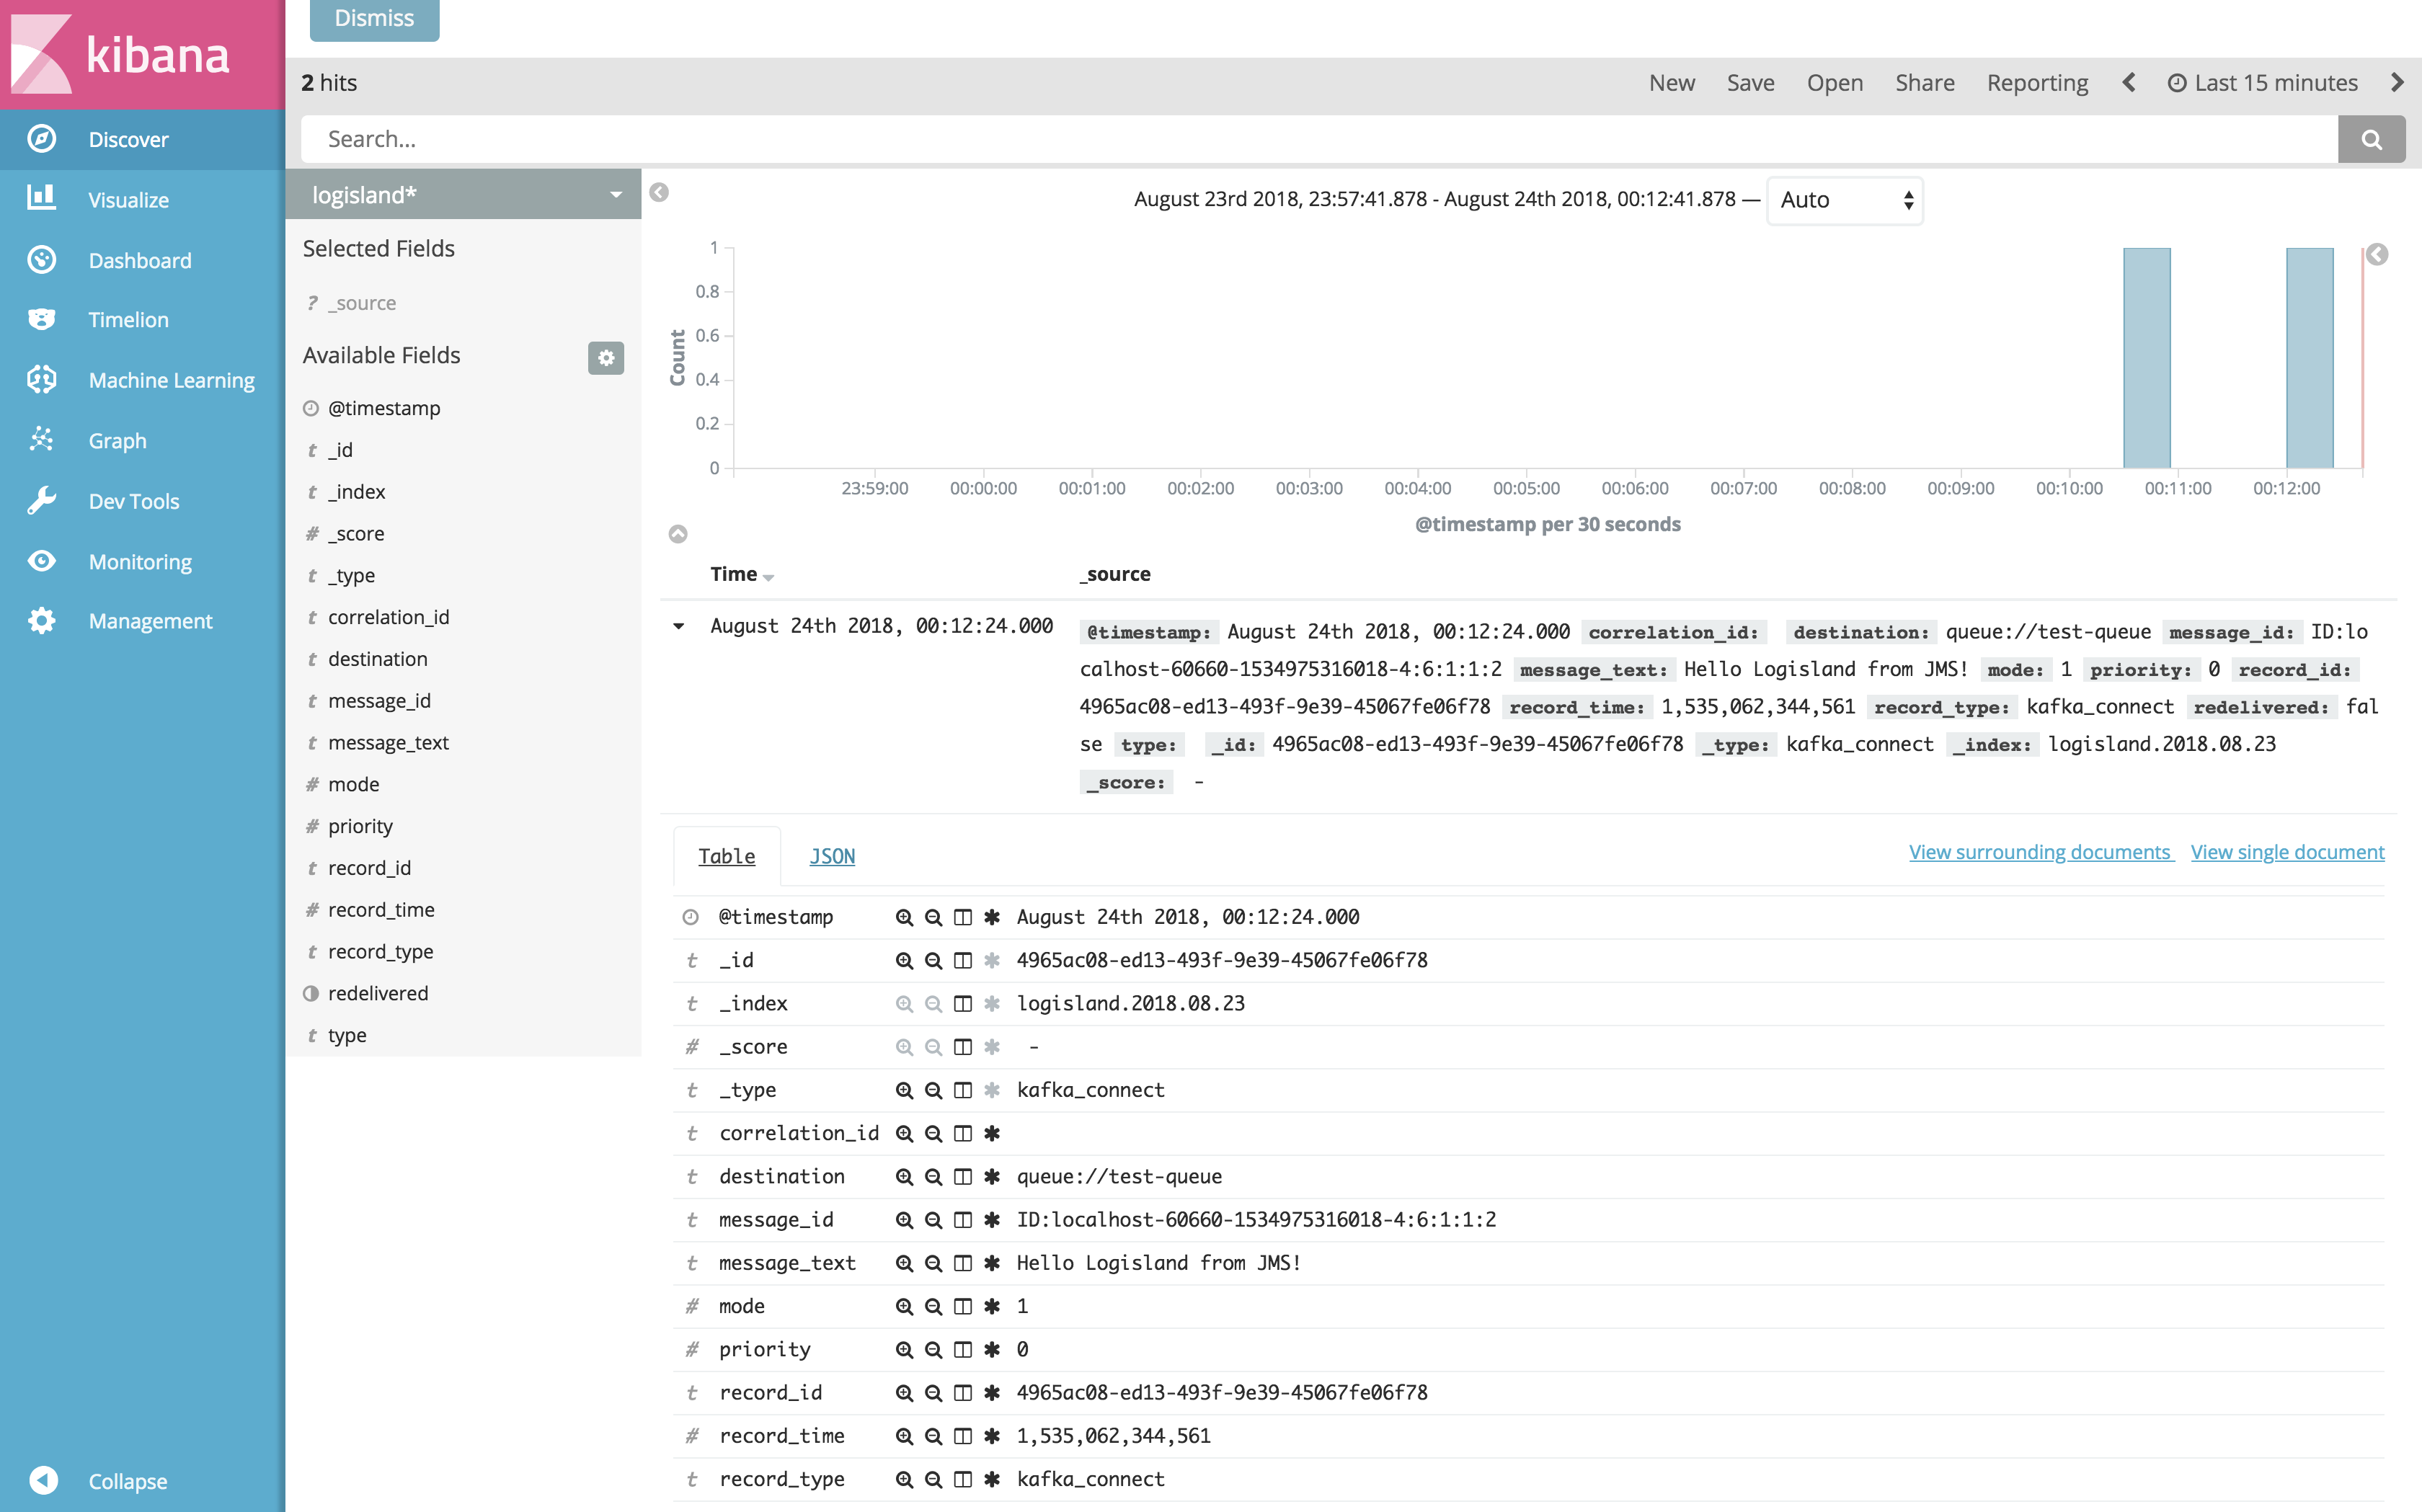 kibana
Discover
Visualize
Dashboard
Timelion
Machine Learning
Graph
Dev Tools
Monitoring
Management
Collapse
Dismiss
2 hits
New Save Open Share Reporting Last 15 minutes
Search...
logisland*
Selected Fields
? _source
Available Fields
@timestamp
t _id
t _index
# _score
t _type
t correlation_id
t destination
t message_id
t message_text
# mode
# priority
t record_id
# record_time
t record_type
redelivered
t type
August 23rd 2018, 23:57:41.878 - August 24th 2018, 00:12:41.878 — Auto
Count
1
0.8
0.6
0.4
0.2
0
23:59:00 00:00:00 00:01:00 00:02:00 00:03:00 00:04:00 00:05:00 00:06:00 00:07:00 00:08:00 00:09:00 00:10:00 00:11:00 00:12:00
@timestamp per 30 seconds
Time _source
August 24th 2018, 00:12:24.000 @timestamp: August 24th 2018, 00:12:24.000 correlation_id: destination: queue://test-queue message_id: ID:lo
calhost-60660-1534975316018-4:6:1:1:2 message_text: Hello Logisland from JMS! mode: 1 priority: 0 record_id:
4965ac08-ed13-493f-9e39-45067fe06f78 record_time: 1,535,062,344,561 record_type: kafka_connect redelivered: fal
se type: _id: 4965ac08-ed13-493f-9e39-45067fe06f78 _type: kafka_connect _index: logisland.2018.08.23
_score: -
Table JSON View surrounding documents View single document
@timestamp August 24th 2018, 00:12:24.000
t _id 4965ac08-ed13-493f-9e39-45067fe06f78
t _index logisland.2018.08.23
# _score -
t _type kafka_connect
t correlation_id
t destination queue://test-queue
t message_id ID:localhost-60660-1534975316018-4:6:1:1:2
t message_text Hello Logisland from JMS!
# mode 1
# priority 0
t record_id 4965ac08-ed13-493f-9e39-45067fe06f78
# record_time 1,535,062,344,561
t record_type kafka_connect